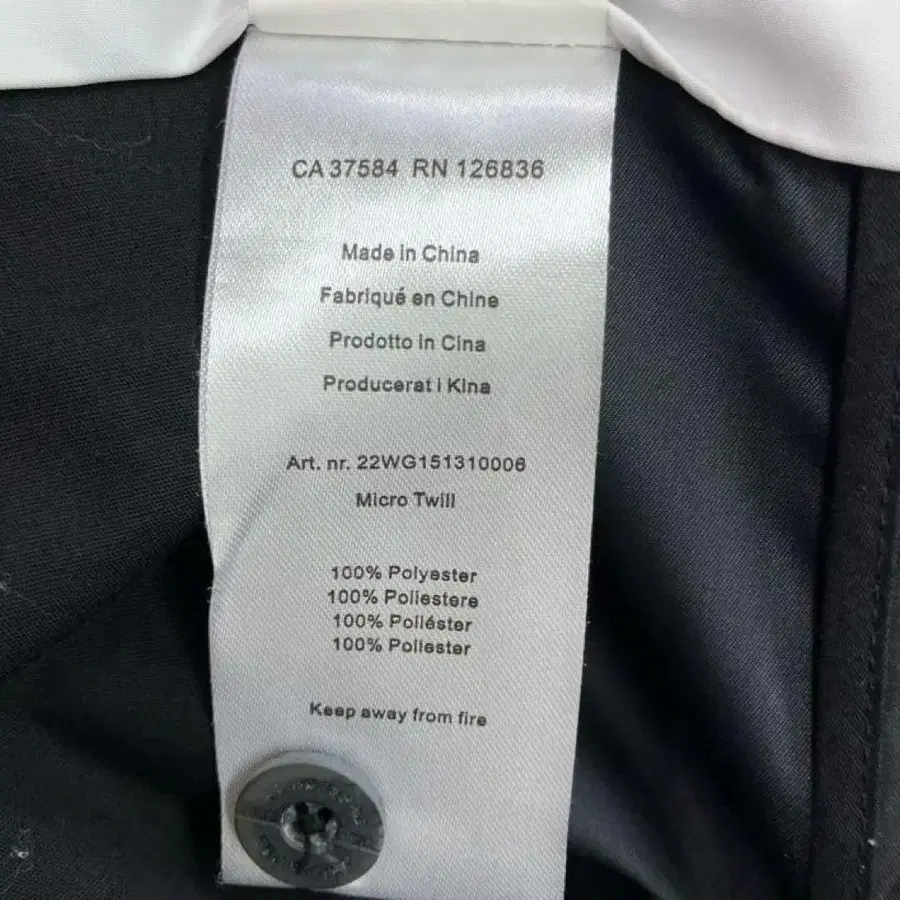 CA 37584 RN 126836
Made in China
Fabriqué en Chine
Prodotto in Cina
Producerat i Kina
Art. nr. 22WG151310006
Micro Twill
100% Polyester
100% Poliestere
100% Poliéster
100% Poliester
Keep away from fire